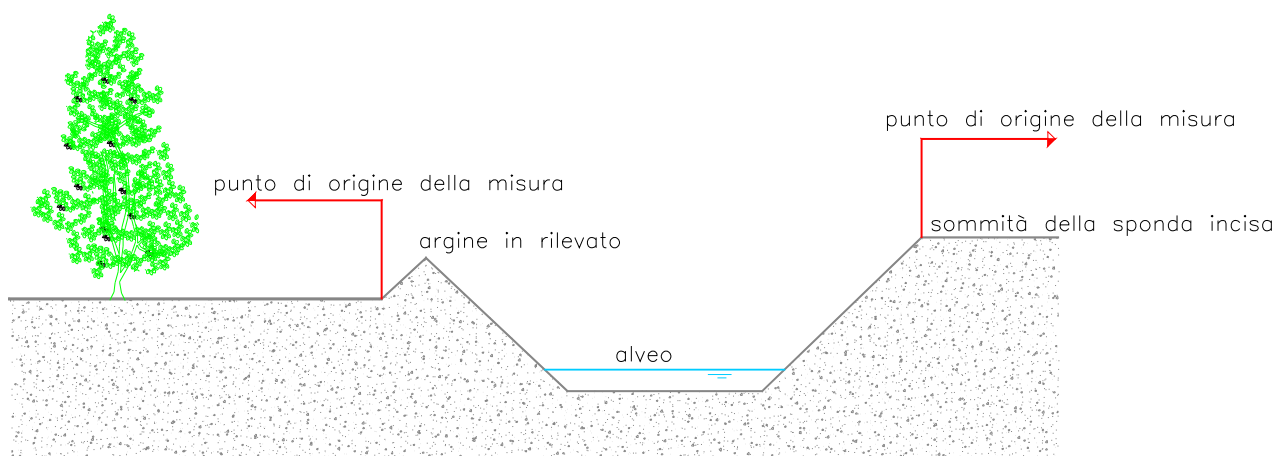 punto di origine della misura
punto di origine della misura
sommità della sponda incisa
argine in rilevato
alveo